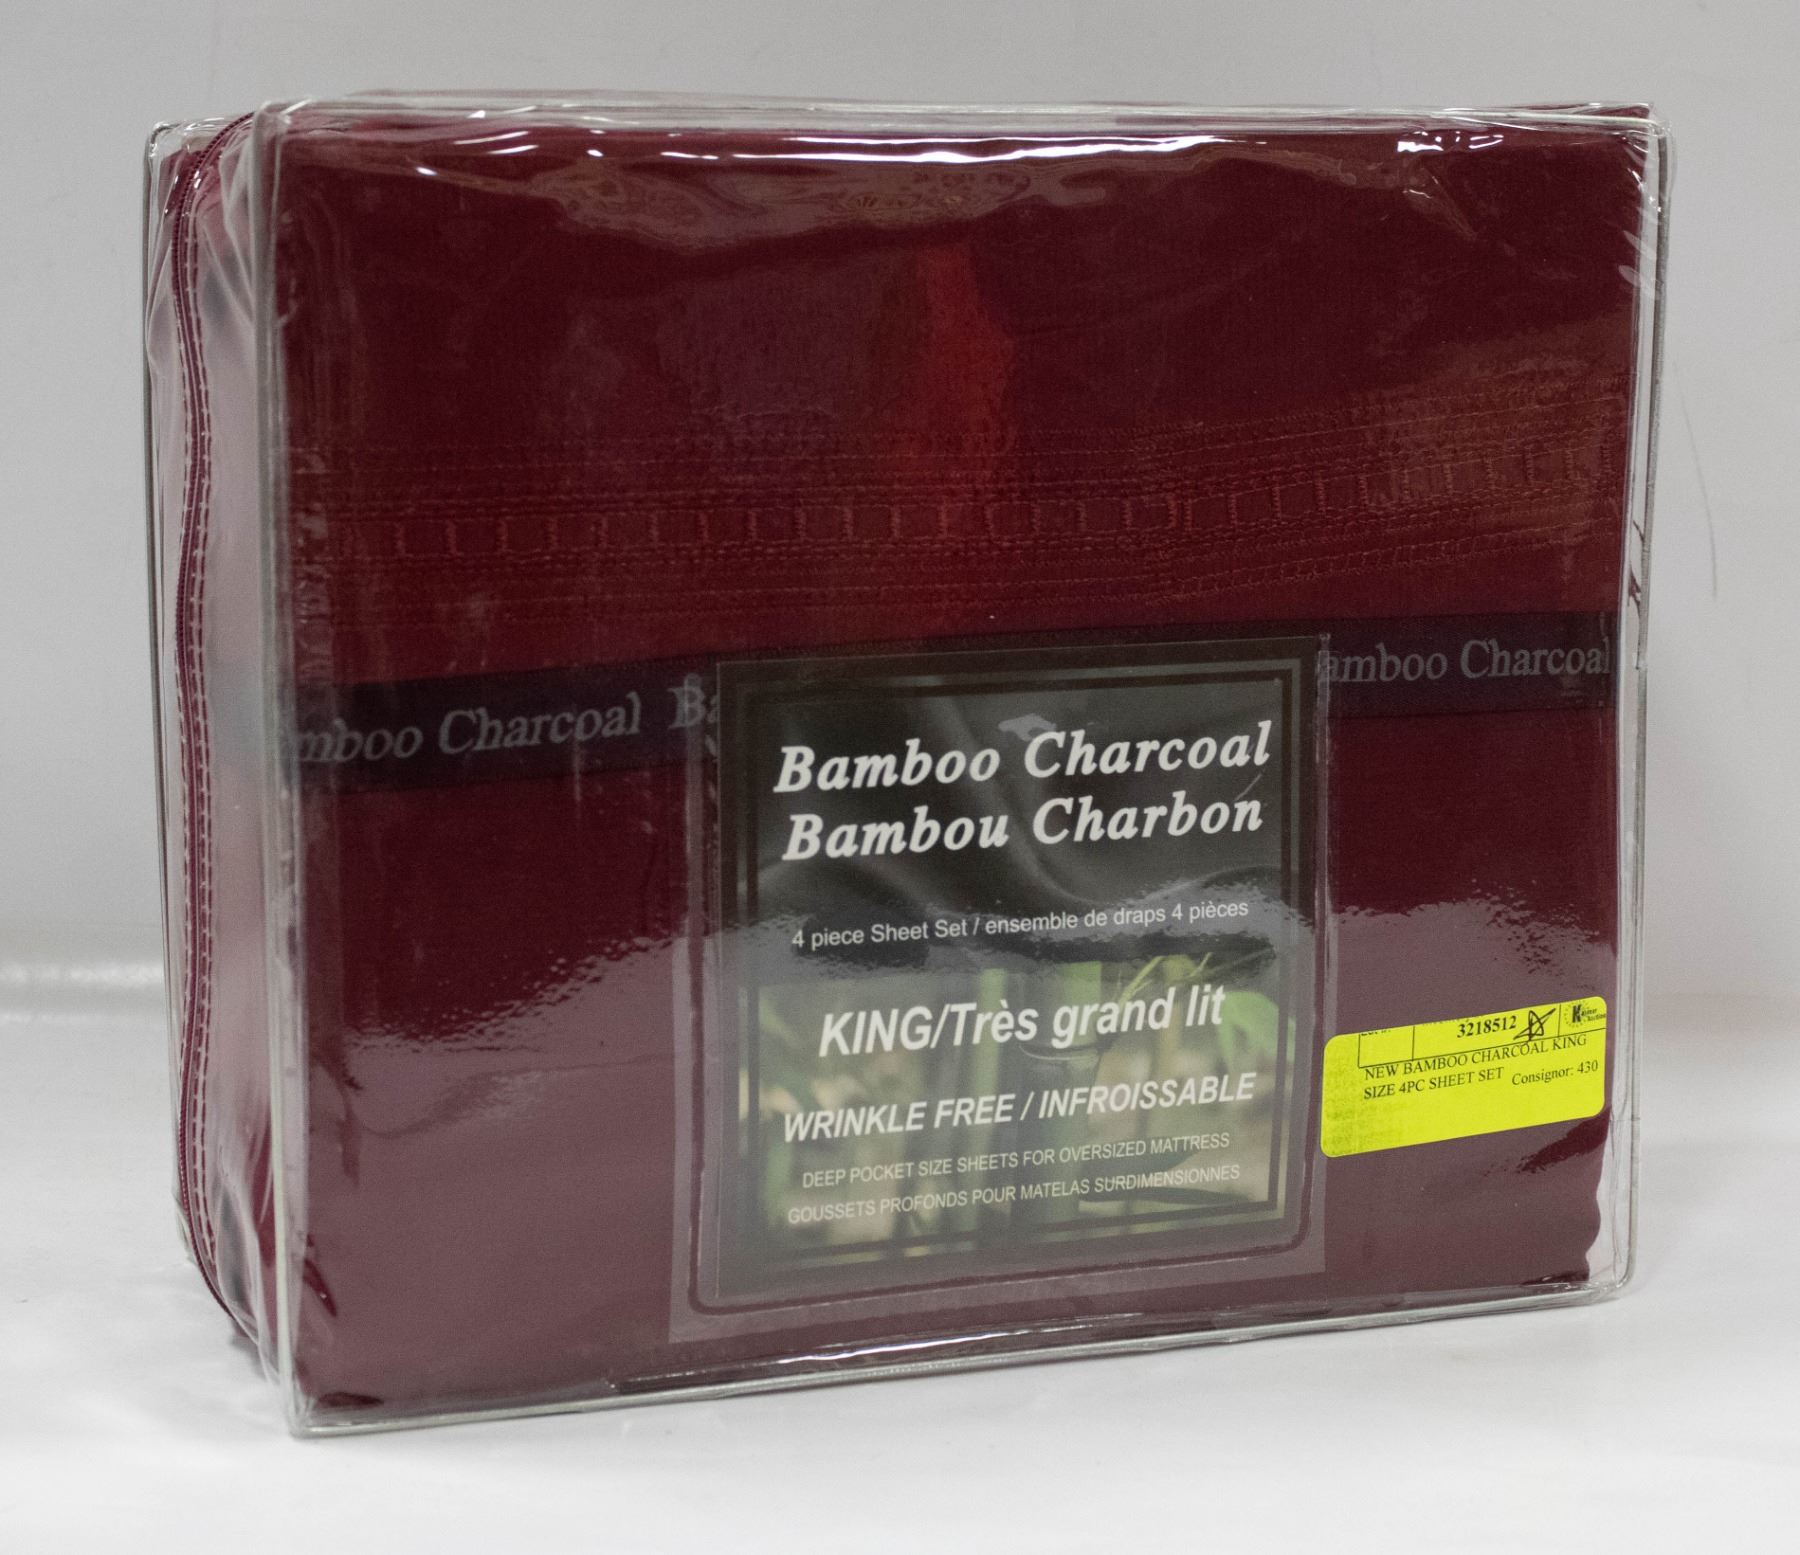 mboo Charcoal Ba
amboo Charcoal
Bamboo Charcoal
Bambou Charbon
4 piece Sheet Set / ensemble de draps 4 pièces
KING/Très grand lit
WRINKLE FREE / INFROISSABLE
DEEP POCKET SIZE SHEETS FOR OVERSIZED MATTRESS
GOUSSETS PROFONDS POUR MATELAS SURDIMENSIONNES
3218512
NEW BAMBOO CHARCOAL KING
SIZE 4PC SHEET SET Consignor: 430